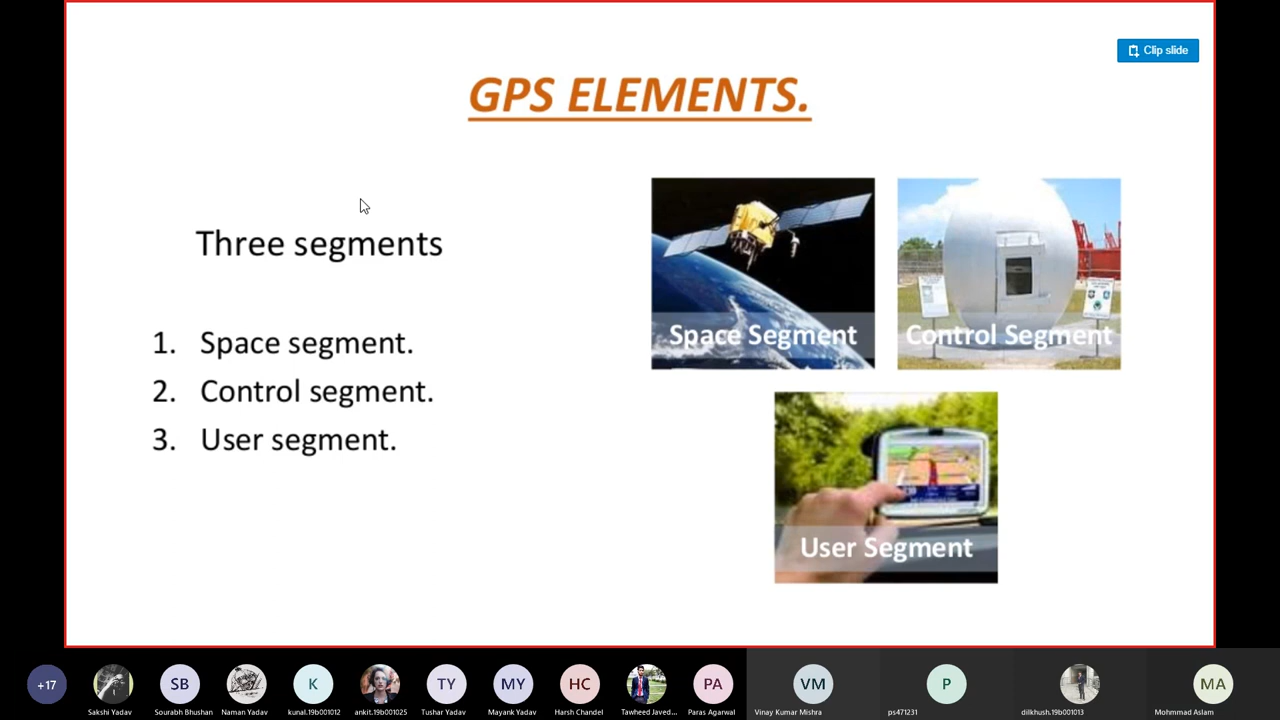 Clip slide
GPS ELEMENTS.
Three segments
1. Space segment.
2. Control segment.
3. User segment.
Space Segment
Control Segment
User Segment
+17
SB
K
TY
MY
HC
PA
VM
P
MA
Sakshi Yadav
Sourabh Bhushan
Naman Yadav
kunal.19b001012
ankit.19b001025
Tushar Yadav
Mayank Yadav
Harsh Chandel
Tawheed Javed...
Paras Agarwal
Vinay Kumar Mishra
ps471231
dilkhush.19b001013
Mohmmad Aslam